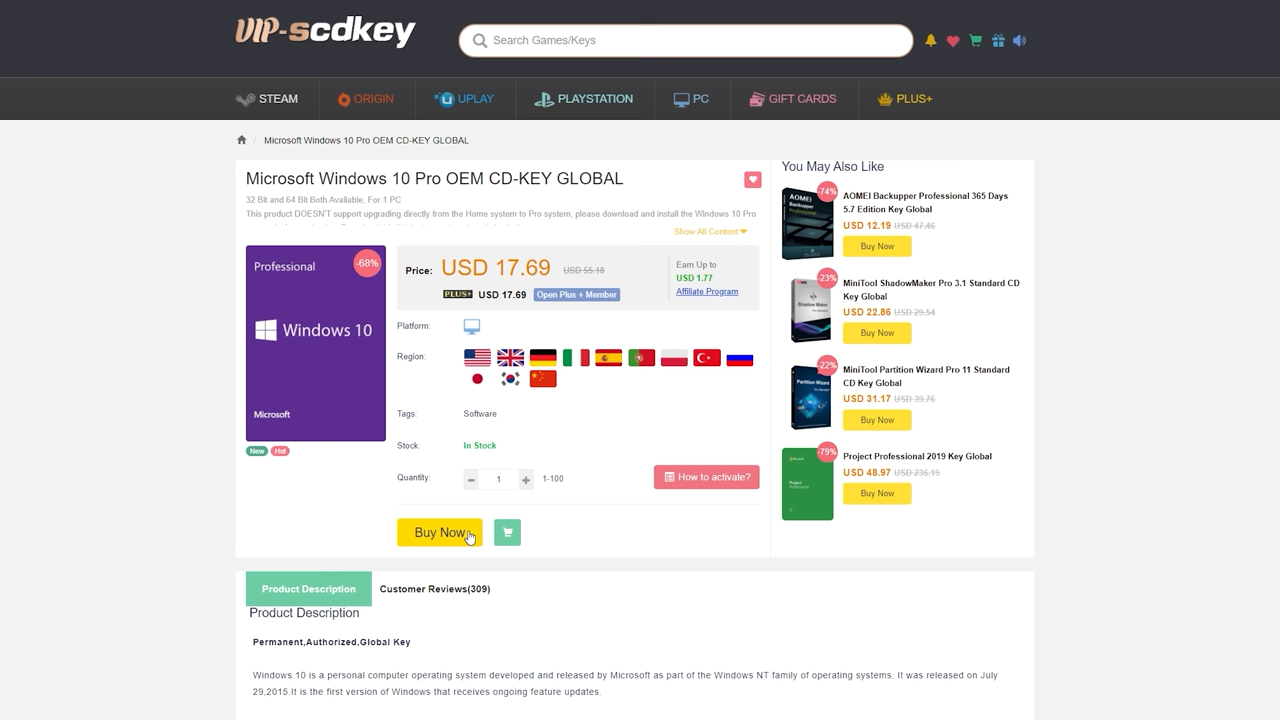 VIP-scdkey
Search Games/Keys
STEAM
ORIGIN
UPLAY
PLAYSTATION
PC
GIFT CARDS
PLUS+
/ Microsoft Windows 10 Pro OEM CD-KEY GLOBAL
Microsoft Windows 10 Pro OEM CD-KEY GLOBAL
32 Bit and 64 Bit Both Available, For 1 PC
This product DOESN'T support upgrading directly from the Home system to Pro system, please download and install the Windows 10 Pro
Show All Content
Professional
-68%
Windows 10
Microsoft
New
Hot
Price: USD 17.69 USD 55.18
PLUS+ USD 17.69 Open Plus + Member
Earn Up to
USD 1.77
Affiliate Program
Platform:
Region:
Tags: Software
Stock: In Stock
Quantity: - 1 + 1-100
How to activate?
Buy Now
You May Also Like
-74%
AOMEI
Backupper
Professional
AOMEI Backupper Professional 365 Days
5.7 Edition Key Global
USD 12.19 USD 47.46
Buy Now
-23%
Shadow Maker
MiniTool ShadowMaker Pro 3.1 Standard CD
Key Global
USD 22.86 USD 29.54
Buy Now
-22%
Partition Wizard
MiniTool Partition Wizard Pro 11 Standard
CD Key Global
USD 31.17 USD 39.76
Buy Now
-79%
Project
Professional
Project Professional 2019 Key Global
USD 48.97 USD 236.19
Buy Now
Product Description
Customer Reviews(309)
Product Description
Permanent,Authorized,Global Key
Windows 10 is a personal computer operating system developed and released by Microsoft as part of the Windows NT family of operating systems. It was released on July
29,2015.It is the first version of Windows that receives ongoing feature updates.